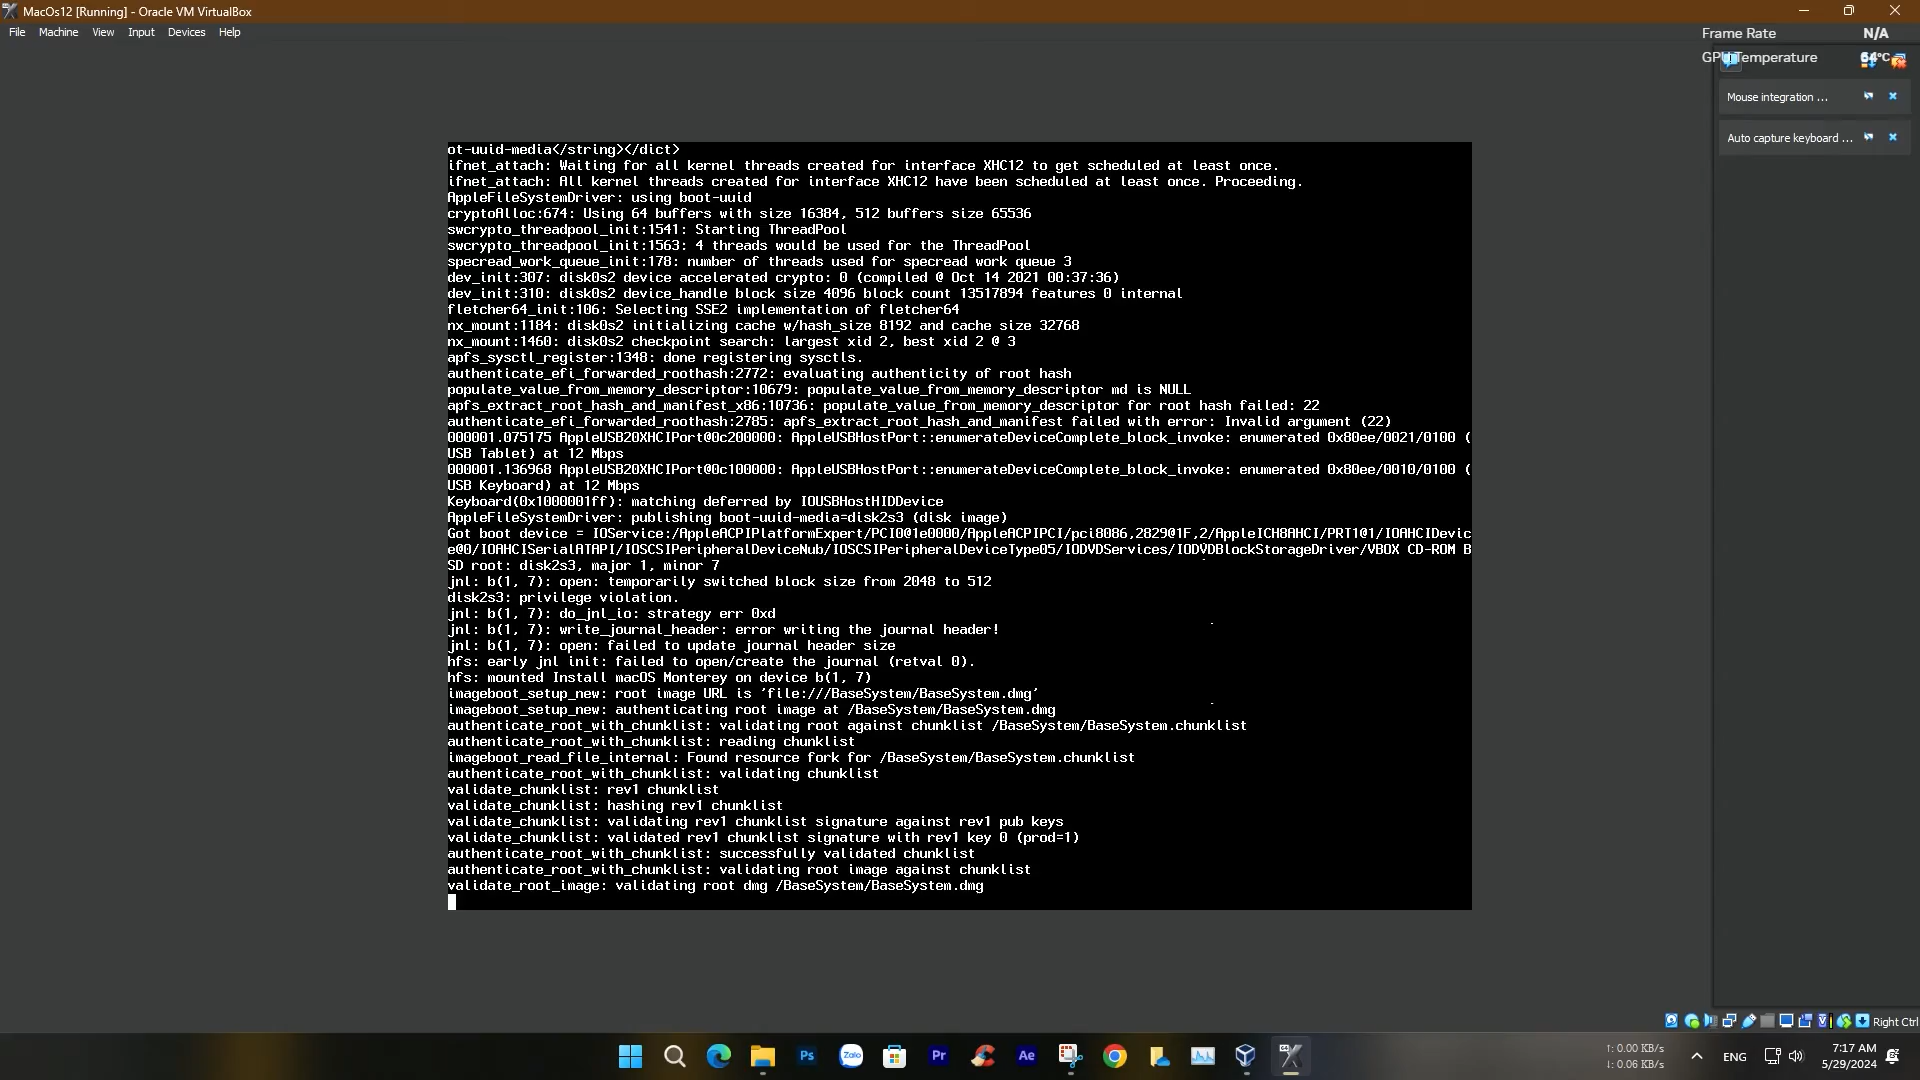 MacOs12 [Running] - Oracle VM VirtualBox
File Machine View Input Devices Help
Frame Rate N/A
GPU Temperature 64°C
Mouse integration ...
Auto capture keyboard ...
ot-uuid-media</string></dict>
ifnet_attach: Waiting for all kernel threads created for interface XHC12 to get scheduled at least once.
ifnet_attach: All kernel threads created for interface XHC12 have been scheduled at least once. Proceeding.
AppleFileSystemDriver: using boot-uuid
cryptoAlloc:674: Using 64 buffers with size 16384, 512 buffers size 65536
swcrypto_threadpool_init:1541: Starting ThreadPool
swcrypto_threadpool_init:1563: 4 threads would be used for the ThreadPool
specread_work_queue_init:178: number of threads used for specread work queue 3
dev_init:307: disk0s2 device accelerated crypto: 0 (compiled @ Oct 14 2021 00:37:36)
dev_init:310: disk0s2 device_handle block size 4096 block count 13517894 features 0 internal
fletcher64_init:106: Selecting SSE2 implementation of fletcher64
nx_mount:1184: disk0s2 initializing cache w/hash_size 8192 and cache size 32768
nx_mount:1460: disk0s2 checkpoint search: largest xid 2, best xid 2 @ 3
apfs_sysctl_register:1348: done registering sysctls.
authenticate_efi_forwarded_roothash:2772: evaluating authenticity of root hash
populate_value_from_memory_descriptor:10679: populate_value_from_memory_descriptor md is NULL
apfs_extract_root_hash_and_manifest_x86:10736: populate_value_from_memory_descriptor for root hash failed: 22
authenticate_efi_forwarded_roothash:2785: apfs_extract_root_hash_and_manifest failed with error: Invalid argument (22)
000001.075175 AppleUSB20XHCIPort@0c200000: AppleUSBHostPort::enumerateDeviceComplete_block_invoke: enumerated 0x80ee/0021/0100 (
USB Tablet) at 12 Mbps
000001.136968 AppleUSB20XHCIPort@0c100000: AppleUSBHostPort::enumerateDeviceComplete_block_invoke: enumerated 0x80ee/0010/0100 (
USB Keyboard) at 12 Mbps
Keyboard(0x1000001ff): matching deferred by IOUSBHostHIDDevice
AppleFileSystemDriver: publishing boot-uuid-media=disk2s3 (disk image)
Got boot device = IOService:/AppleACPIPlatformExpert/PCI0@1e0000/AppleACPIPCI/pci8086,2829@1F,2/AppleICH8AHCI/PRT1@1/IOAHCIDevic
e@0/IOAHCISerialATAPI/IOSCSIPeripheralDeviceNub/IOSCSIPeripheralDeviceType05/IODVDServices/IODVDBlockStorageDriver/VBOX CD-ROM B
SD root: disk2s3, major 1, minor 7
jnl: b(1, 7): open: temporarily switched block size from 2048 to 512
disk2s3: privilege violation.
jnl: b(1, 7): do_jnl_io: strategy err 0xd
jnl: b(1, 7): write_journal_header: error writing the journal header!
jnl: b(1, 7): open: failed to update journal header size
hfs: early jnl init: failed to open/create the journal (retval 0).
hfs: mounted Install macOS Monterey on device b(1, 7)
imageboot_setup_new: root image URL is 'file:///BaseSystem/BaseSystem.dmg'
imageboot_setup_new: authenticating root image at /BaseSystem/BaseSystem.dmg
authenticate_root_with_chunklist: validating root against chunklist /BaseSystem/BaseSystem.chunklist
authenticate_root_with_chunklist: reading chunklist
imageboot_read_file_internal: Found resource fork for /BaseSystem/BaseSystem.chunklist
authenticate_root_with_chunklist: validating chunklist
validate_chunklist: rev1 chunklist
validate_chunklist: hashing rev1 chunklist
validate_chunklist: validating rev1 chunklist signature against rev1 pub keys
validate_chunklist: validated rev1 chunklist signature with rev1 key 0 (prod=1)
authenticate_root_with_chunklist: successfully validated chunklist
authenticate_root_with_chunklist: validating root image against chunklist
validate_root_image: validating root dmg /BaseSystem/BaseSystem.dmg
Right Ctrl
Ps Zalo Pr Ae
↑: 0.00 KB/s
↓: 0.06 KB/s
ENG
7:17 AM
5/29/2024